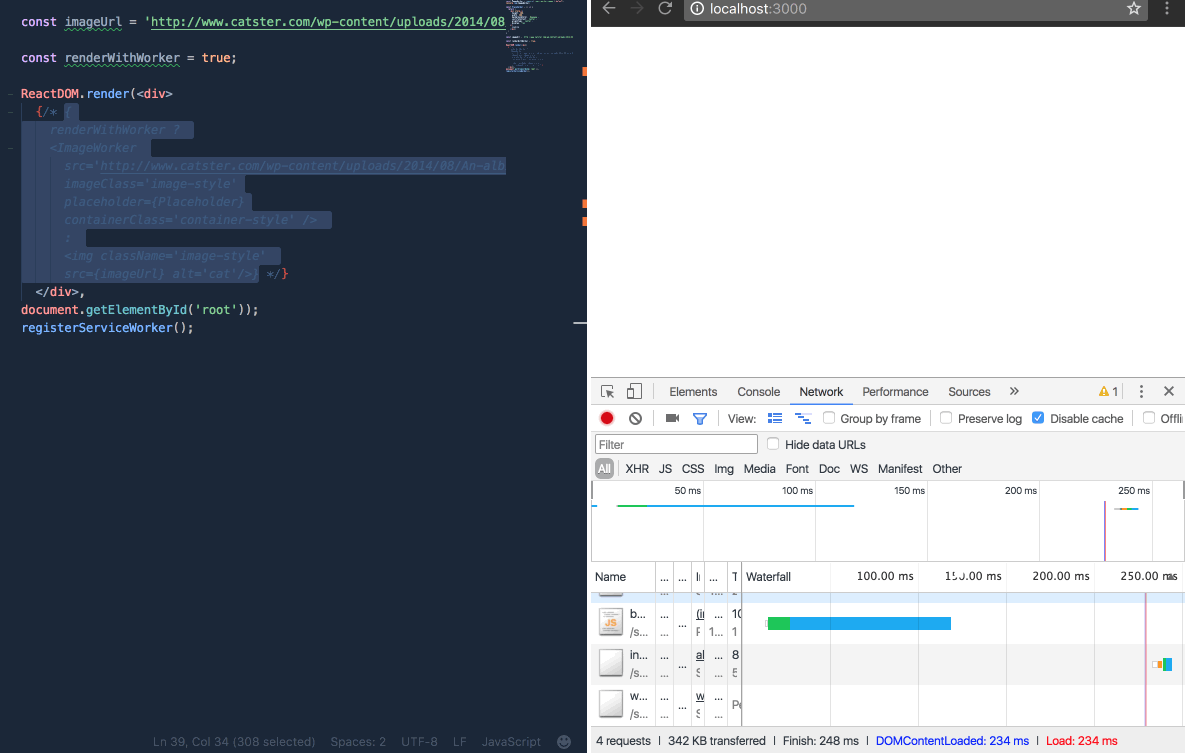 const imageUrl = 'http://www.catster.com/wp-content/uploads/2014/08
const renderWithWorker = true;
ReactDOM.render(<div>
{/* {
renderWithWorker ?
<ImageWorker
src='http://www.catster.com/wp-content/uploads/2014/08/An-alb
imageClass='image-style'
placeholder={Placeholder}
containerClass='container-style' />
:
<img className='image-style'
src={imageUrl} alt='cat'/>} */}
</div>,
document.getElementById('root'));
registerServiceWorker();
Ln 39, Col 34 (308 selected) Spaces: 2 UTF-8 LF JavaScript
localhost:3000
Elements Console Network Performance Sources » 1
View: Group by frame Preserve log Disable cache Offli
Filter Hide data URLs
All XHR JS CSS Img Media Font Doc WS Manifest Other
50 ms 100 ms 150 ms 200 ms 250 ms
Name ... ... ... T Waterfall 100.00 ms 150.00 ms 200.00 ms 250.00 ms
JS b... ... ... (i ... 10
/s... ... 1... 1
in... ... ... al ... 8
/s... ... S ... 5
w... ... ... w ... Pe
/s... ... S ...
4 requests | 342 KB transferred | Finish: 248 ms | DOMContentLoaded: 234 ms | Load: 234 ms